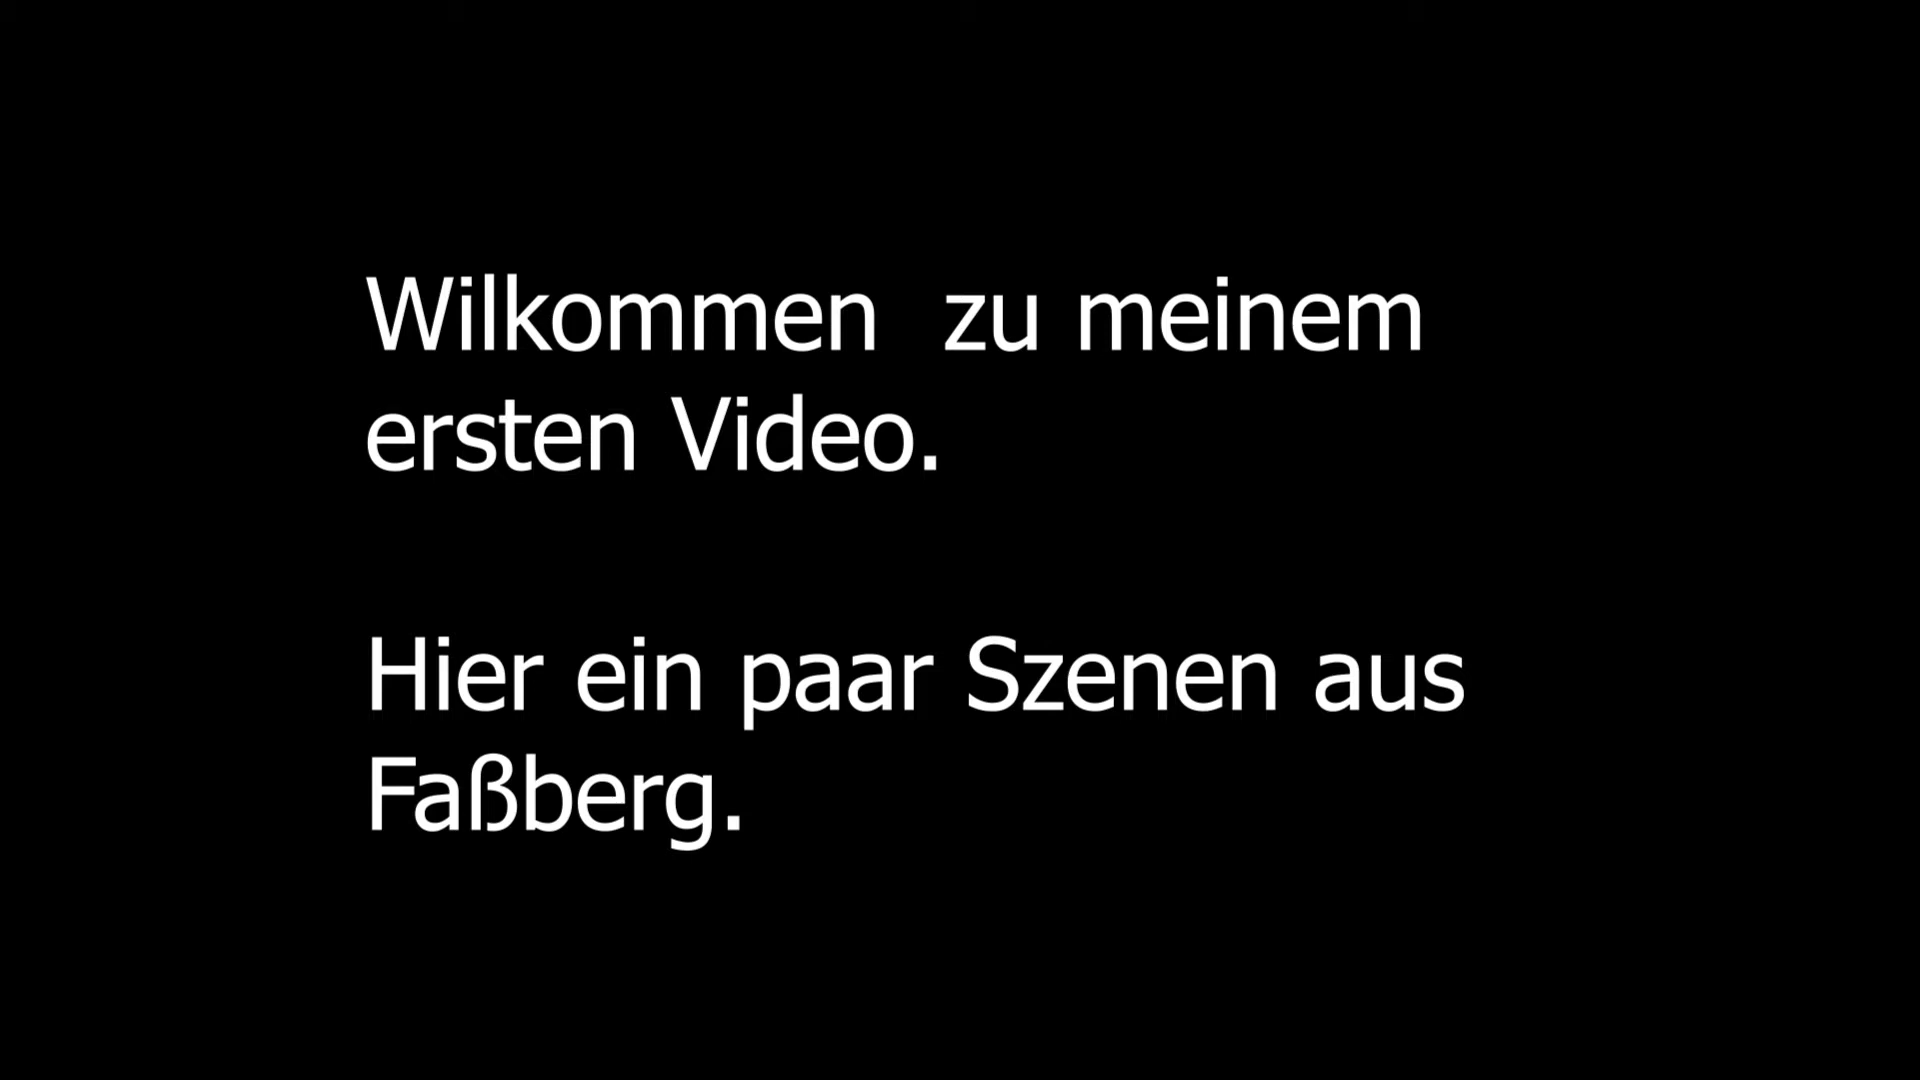 Wilkommen  zu meinem
ersten Video.
Hier ein paar Szenen aus
Faßberg.